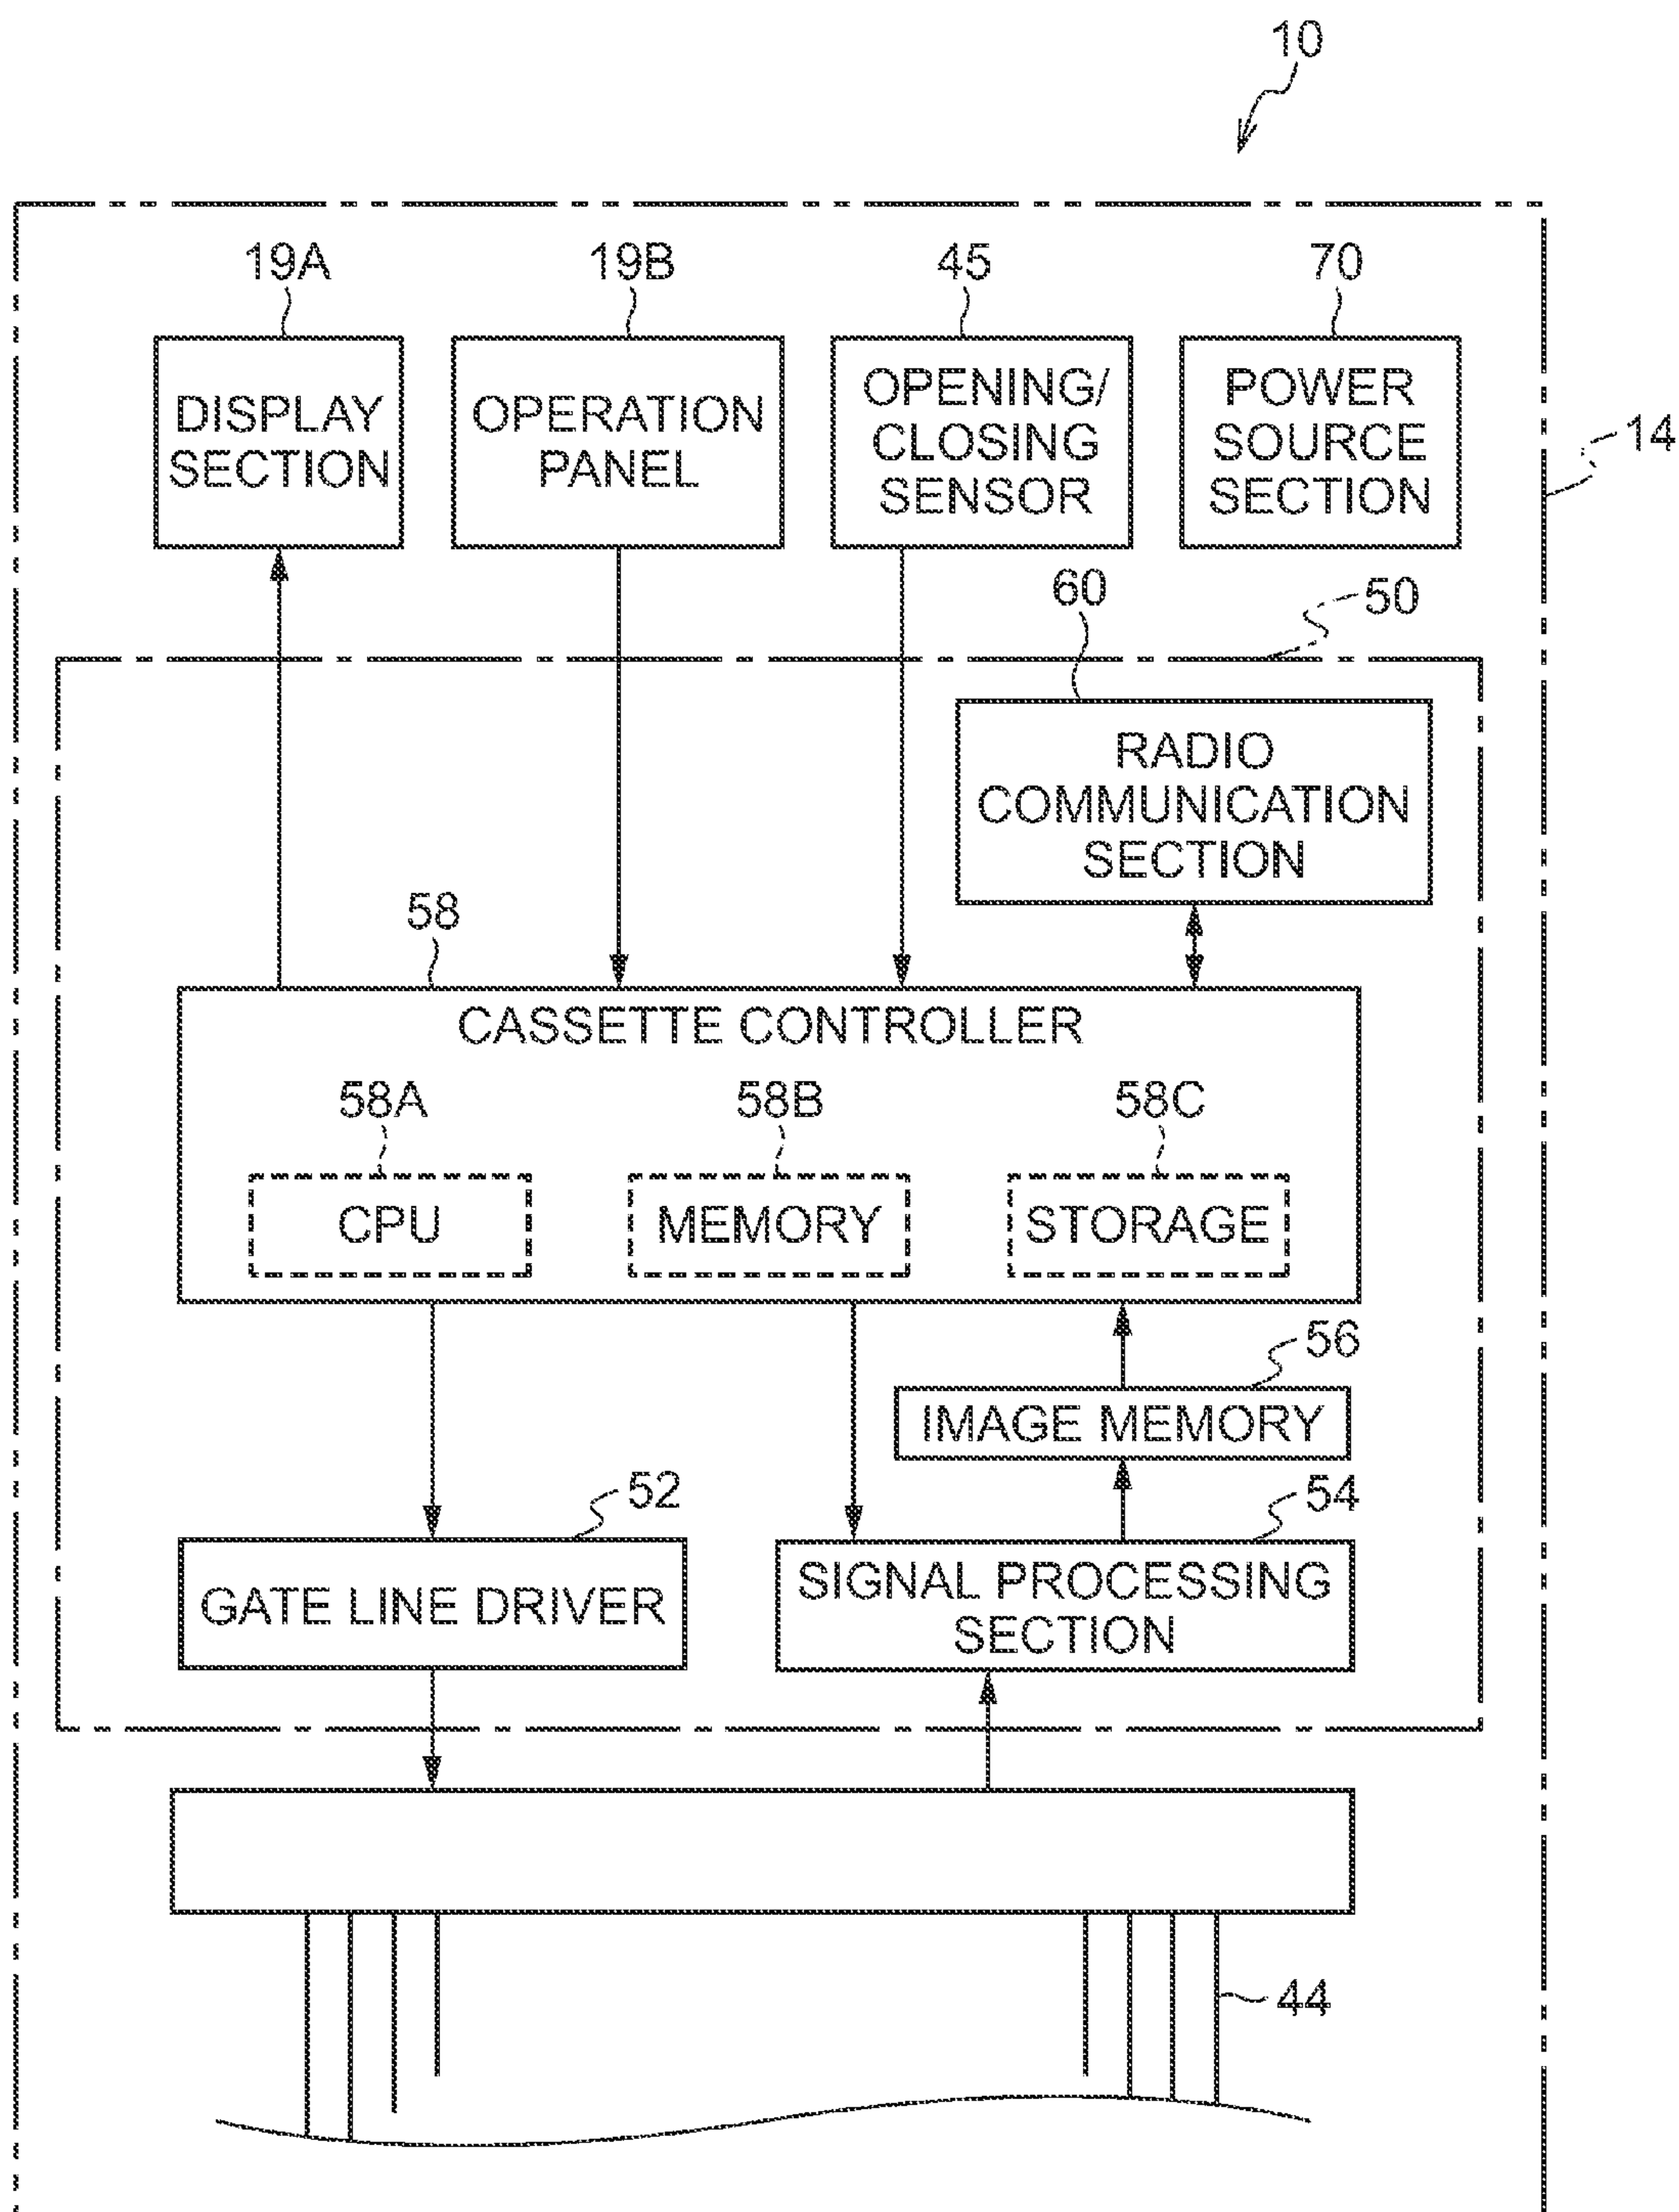 10
19A
19B
45
70
DISPLAY
SECTION
OPERATION
PANEL
OPENING/
CLOSING
SENSOR
POWER
SOURCE
SECTION
14
60
50
RADIO
COMMUNICATION
SECTION
58
CASSETTE CONTROLLER
58A
58B
58C
CPU
MEMORY
STORAGE
56
IMAGE MEMORY
52
54
GATE LINE DRIVER
SIGNAL PROCESSING
SECTION
44